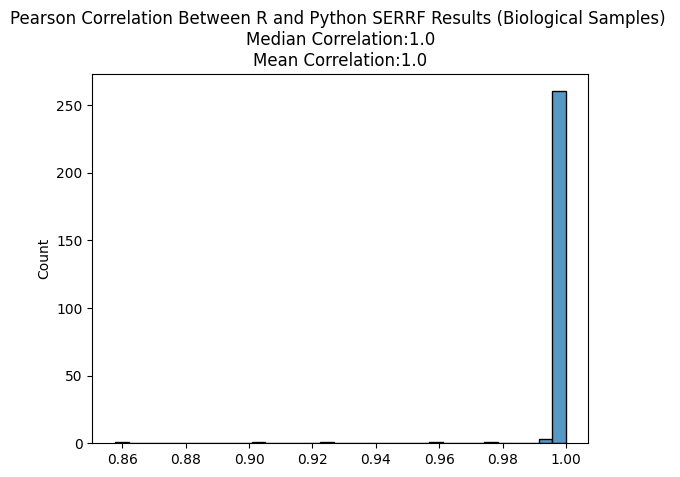 Pearson Correlation Between R and Python SERRF Results (Biological Samples)
Median Correlation:1.0
Mean Correlation:1.0
250
200
150
100
50
0
Count
0.86 0.88 0.90 0.92 0.94 0.96 0.98 1.00